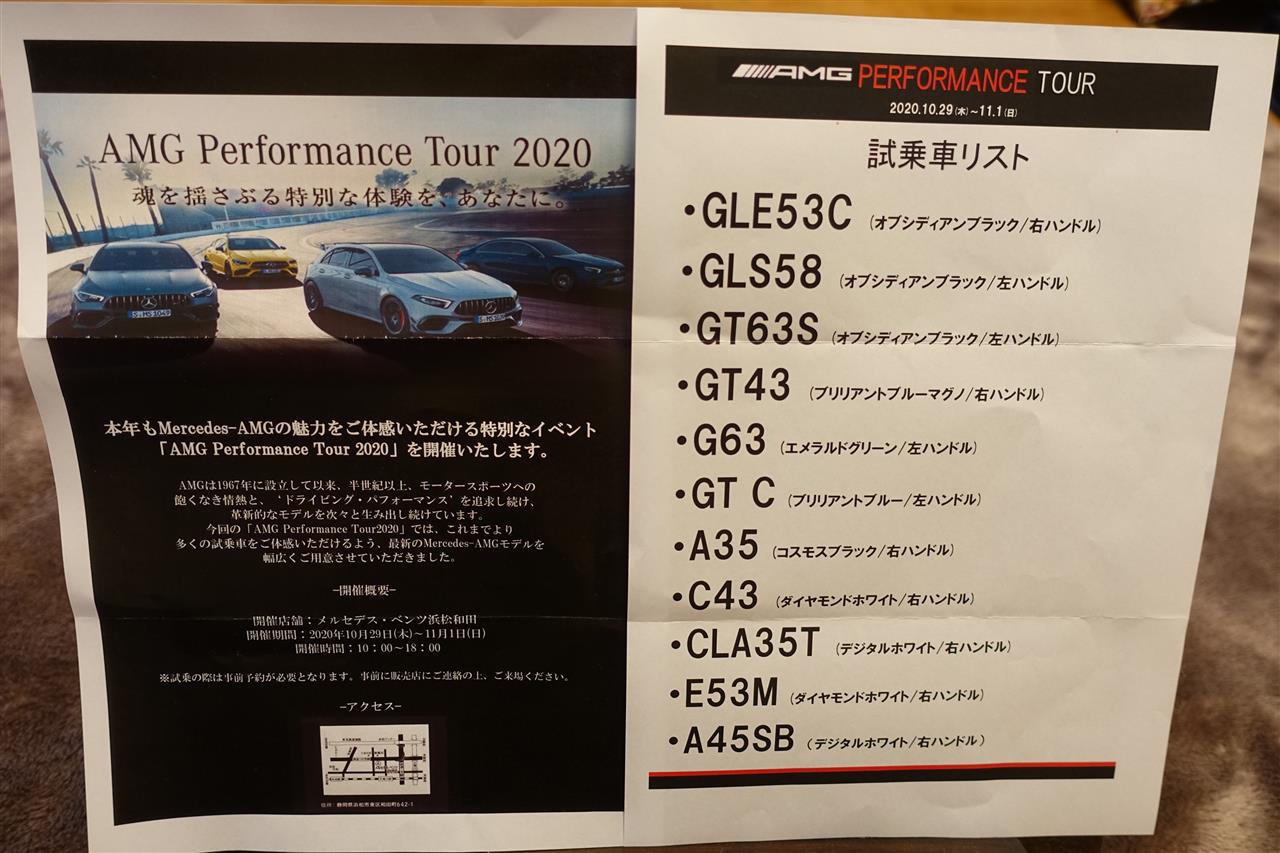 AMG Performance Tour 2020
魂を揺さぶる特別な体験を、あなたに。
S·MS1049
本年もMercedes-AMGの魅力をご体感いただける特別なイベント
「AMG Performance Tour 2020」を開催いたします。
AMGは1967年に設立して以来、半世紀以上、モータースポーツへの
飽くなき情熱と、‘ドライビング・パフォーマンス’を追求し続け、
革新的なモデルを次々と生み出し続けています。
今回の「AMG Performance Tour2020」では、これまでより
多くの試乗車をご体感いただけるよう、最新のMercedes-AMGモデルを
幅広くご用意させていただきました。
−開催概要−
開催店舗：メルセデス・ベンツ浜松和田
開催期間：2020年10月29日(木)～11月1日(日)
開催時間：10：00～18：00
※試乗の際は事前予約が必要となります。事前に販売店にご連絡の上、ご来場ください。
−アクセス−
住所：静岡県浜松市東区和田町642-1
AMG PERFORMANCE TOUR
2020.10.29(木)～11.1(日)
試乗車リスト
・GLE53C (オブシディアンブラック/右ハンドル)
・GLS58 (オブシディアンブラック/左ハンドル)
・GT63S (オブシディアンブラック/左ハンドル)
・GT43 (ブリリアントブルーマグノ/右ハンドル)
・G63 (エメラルドグリーン/左ハンドル)
・GT C (ブリリアントブルー/左ハンドル)
・A35 (コスモスブラック/右ハンドル)
・C43 (ダイヤモンドホワイト/右ハンドル)
・CLA35T (デジタルホワイト/右ハンドル)
・E53M (ダイヤモンドホワイト/右ハンドル)
・A45SB (デジタルホワイト/右ハンドル)